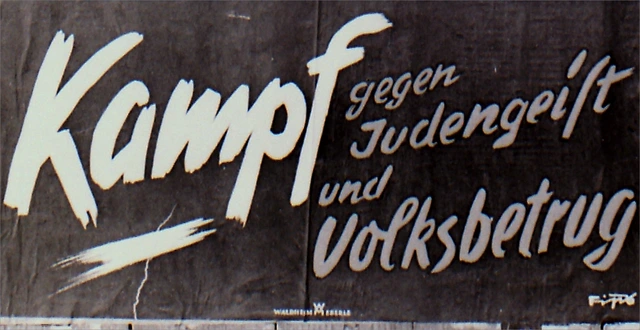 Kampf
gegen
Judengeist
und
Volksbetrug
WALDHEIM EBERLE